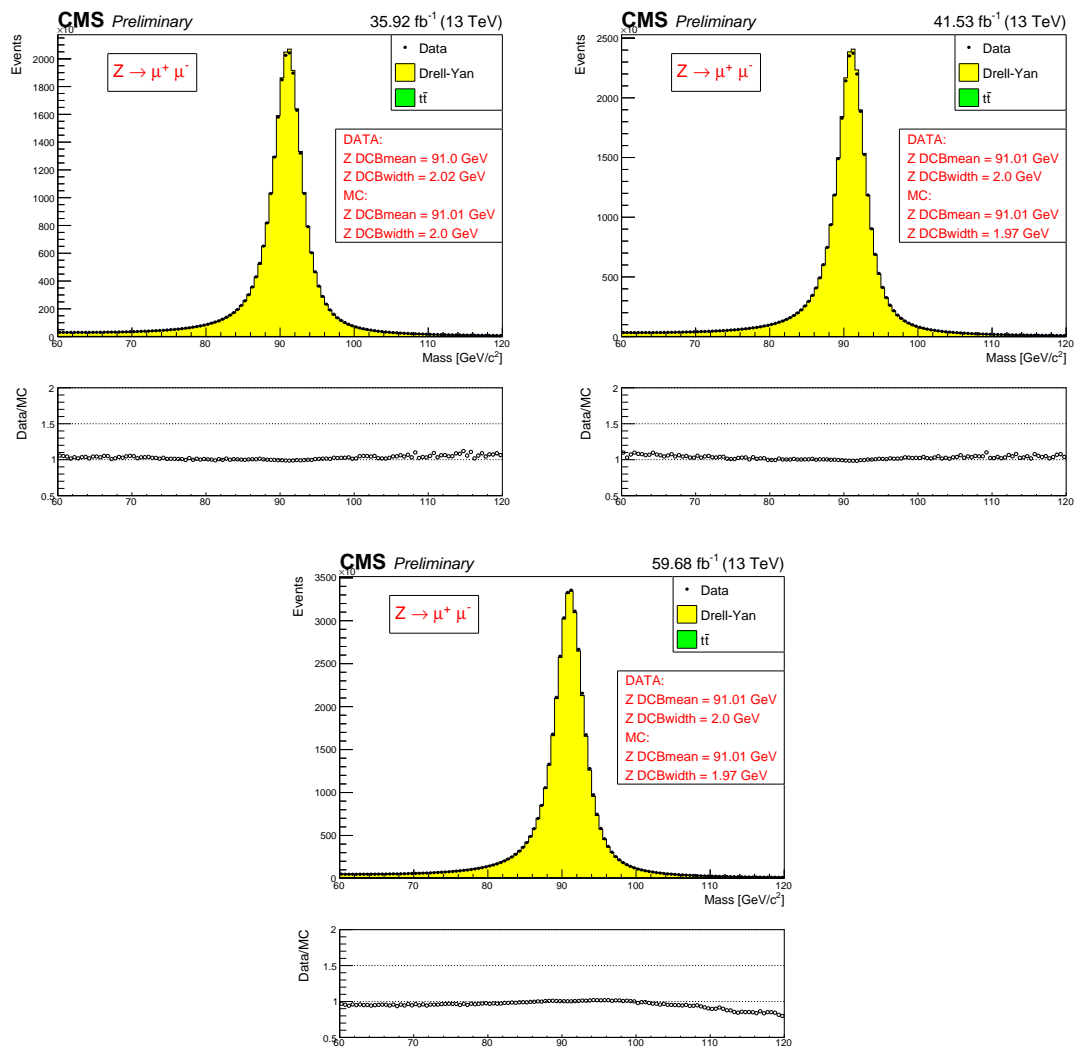 CMS Preliminary 35.92 fb⁻¹ (13 TeV)
×10
Events
2000
1800
1600
1400
1200
1000
800
600
400
200
0
Z → μ⁺ μ⁻
Data
Drell-Yan
tt̄
DATA:
Z DCBmean = 91.0 GeV
Z DCBwidth = 2.02 GeV
MC:
Z DCBmean = 91.01 GeV
Z DCBwidth = 2.0 GeV
60 70 80 90 100 110 120
Mass [GeV/c²]
Data/MC
2
1.5
1
0.5
60 70 80 90 100 110 120
CMS Preliminary 41.53 fb⁻¹ (13 TeV)
×10
Events
2500
2000
1500
1000
500
0
Z → μ⁺ μ⁻
Data
Drell-Yan
tt̄
DATA:
Z DCBmean = 91.01 GeV
Z DCBwidth = 2.0 GeV
MC:
Z DCBmean = 91.01 GeV
Z DCBwidth = 1.97 GeV
60 70 80 90 100 110 120
Mass [GeV/c²]
Data/MC
2
1.5
1
0.5
60 70 80 90 100 110 120
CMS Preliminary 59.68 fb⁻¹ (13 TeV)
×10
Events
3500
3000
2500
2000
1500
1000
500
0
Z → μ⁺ μ⁻
Data
Drell-Yan
tt̄
DATA:
Z DCBmean = 91.01 GeV
Z DCBwidth = 2.0 GeV
MC:
Z DCBmean = 91.01 GeV
Z DCBwidth = 1.97 GeV
60 70 80 90 100 110 120
Mass [GeV/c²]
Data/MC
2
1.5
1
0.5
60 70 80 90 100 110 120